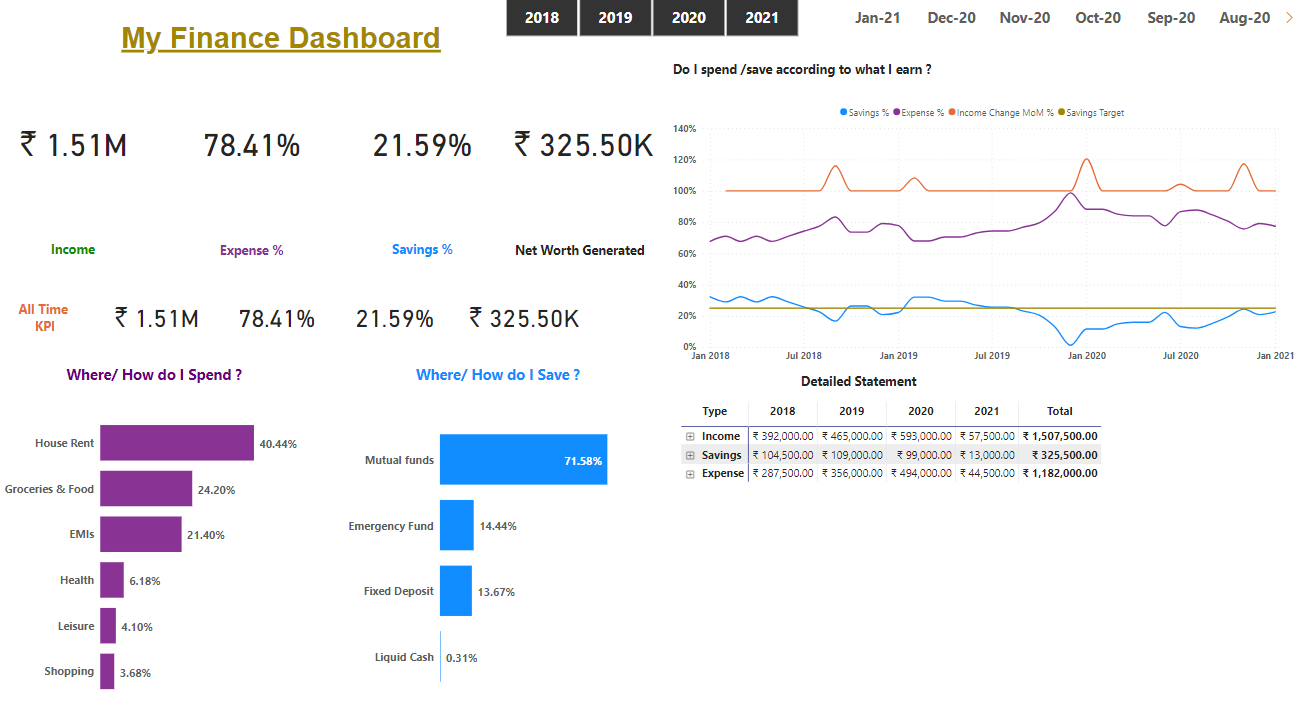 My Finance Dashboard
2018 2019 2020 2021
Jan-21 Dec-20 Nov-20 Oct-20 Sep-20 Aug-20
₹ 1.51M 78.41% 21.59% ₹ 325.50K
Income Expense % Savings % Net Worth Generated
All Time
KPI
₹ 1.51M 78.41% 21.59% ₹ 325.50K
Where/ How do I Spend ?
House Rent 40.44%
Groceries & Food 24.20%
EMIs 21.40%
Health 6.18%
Leisure 4.10%
Shopping 3.68%
Where/ How do I Save ?
Mutual funds 71.58%
Emergency Fund 14.44%
Fixed Deposit 13.67%
Liquid Cash 0.31%
Do I spend /save according to what I earn ?
Savings % Expense % Income Change MoM % Savings Target
140%
120%
100%
80%
60%
40%
20%
0%
Jan 2018 Jul 2018 Jan 2019 Jul 2019 Jan 2020 Jul 2020 Jan 2021
Detailed Statement
Type 2018 2019 2020 2021 Total
Income ₹ 392,000.00 ₹ 465,000.00 ₹ 593,000.00 ₹ 57,500.00 ₹ 1,507,500.00
Savings ₹ 104,500.00 ₹ 109,000.00 ₹ 99,000.00 ₹ 13,000.00 ₹ 325,500.00
Expense ₹ 287,500.00 ₹ 356,000.00 ₹ 494,000.00 ₹ 44,500.00 ₹ 1,182,000.00